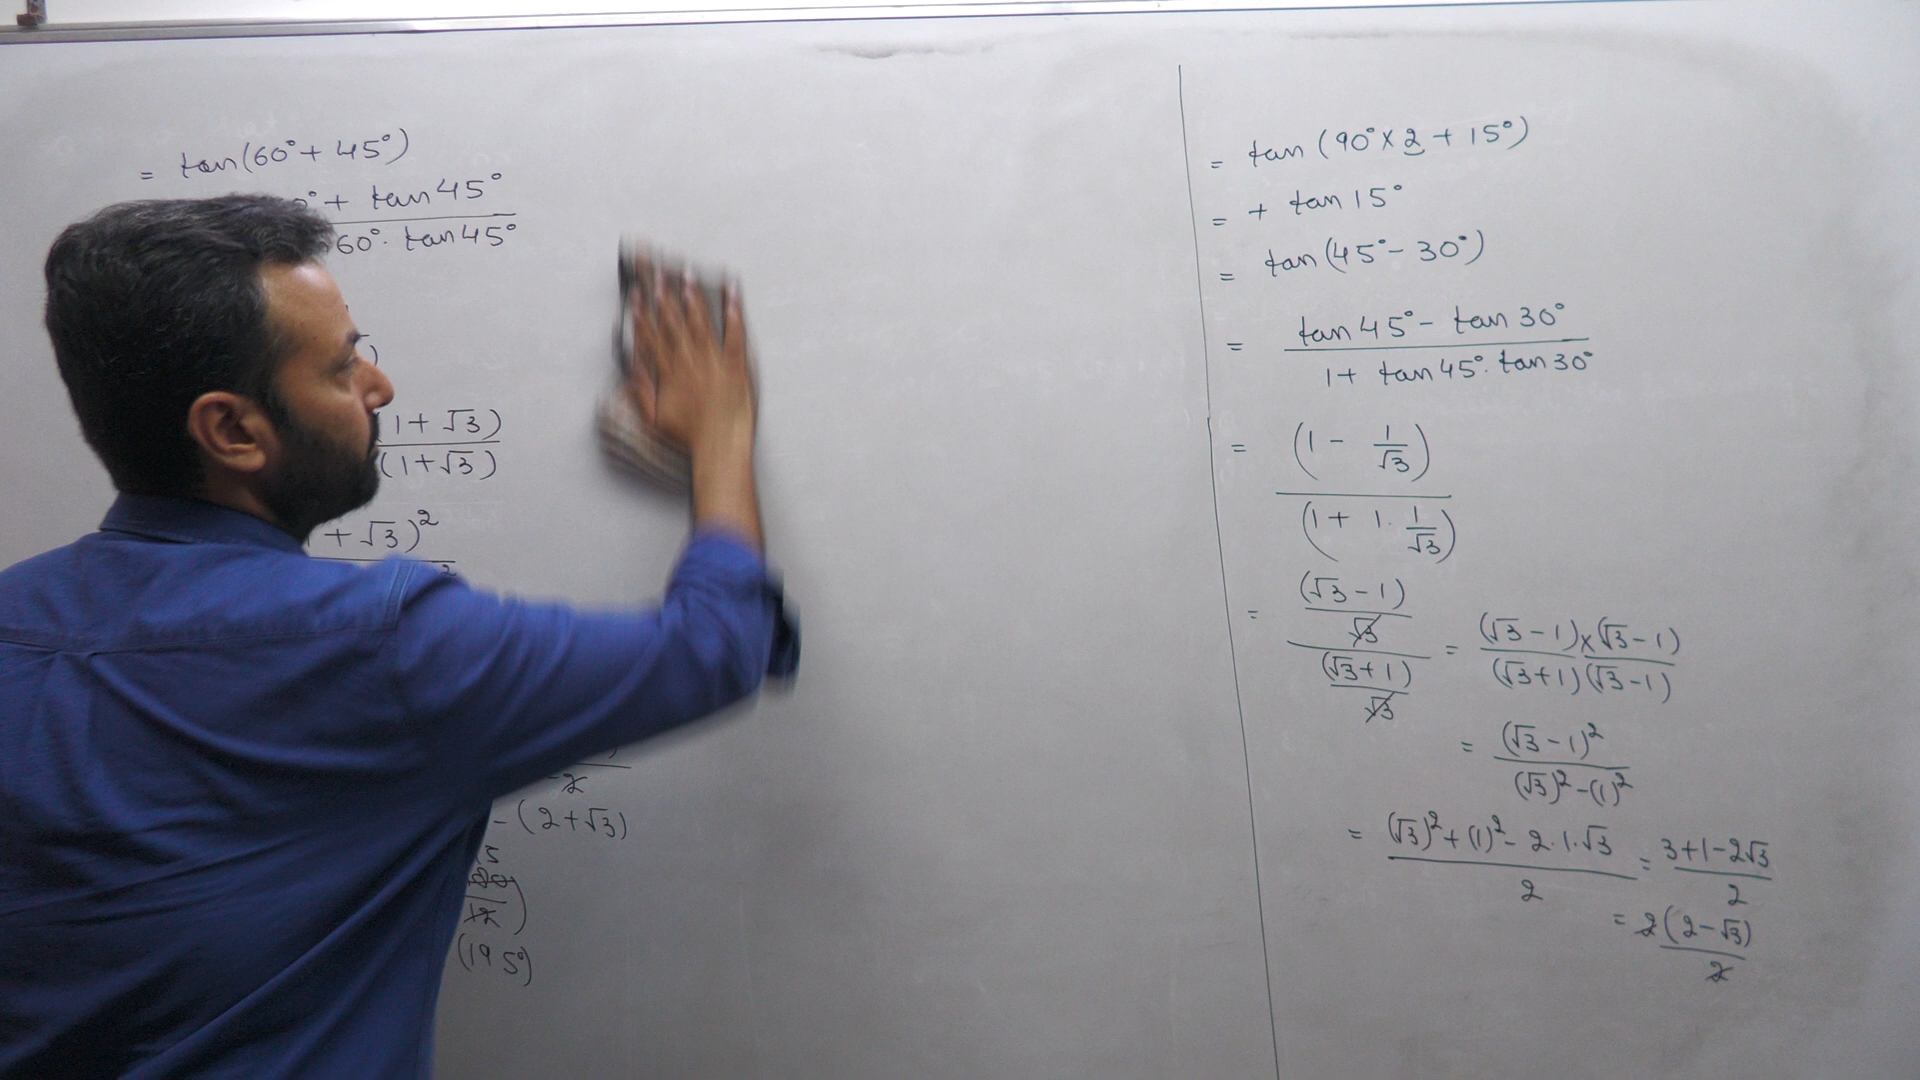 = tan(60°+ 45°)
°+ tan 45°
60°. tan 45°
)
1+ √3)
(1+√3)
+ √3)²
2
2
-(2+√3)
15
12)
(195°)
= tan (90°×2 + 15°)
= + tan 15°
= tan (45°- 30°)
= tan 45°- tan 30°
1+ tan 45°. tan 30°
= (1 - 1/√3)
(1 + 1. 1/√3)
= (√3 - 1)/√3
(√3+1)/√3
= (√3 - 1)×(√3 - 1)
(√3+1)(√3-1)
= (√3 - 1)²
(√3)²-(1)²
= (√3)²+(1)²- 2.1.√3 = 3+1-2√3
2 2
= 2(2-√3)
2